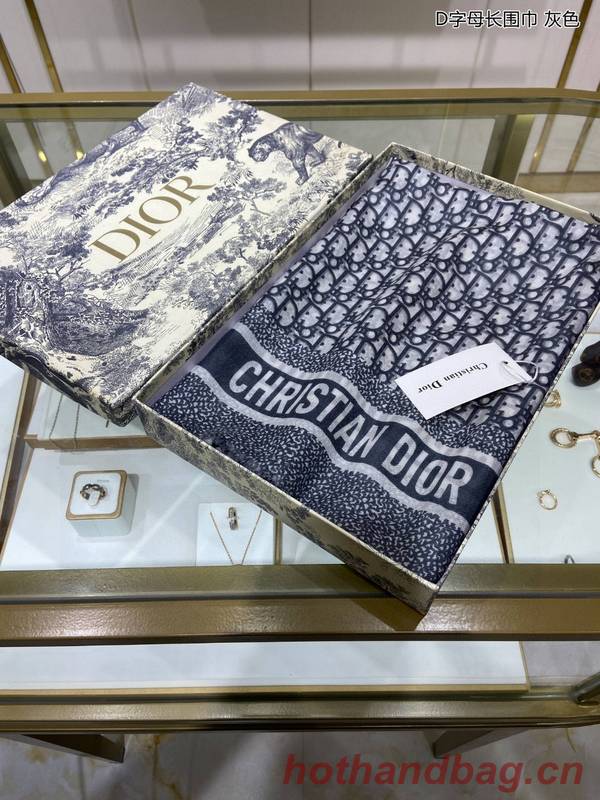 D字母长围巾 灰色
DIOR
Christian Dior
CHRISTIAN DIOR
hothandbag.cn